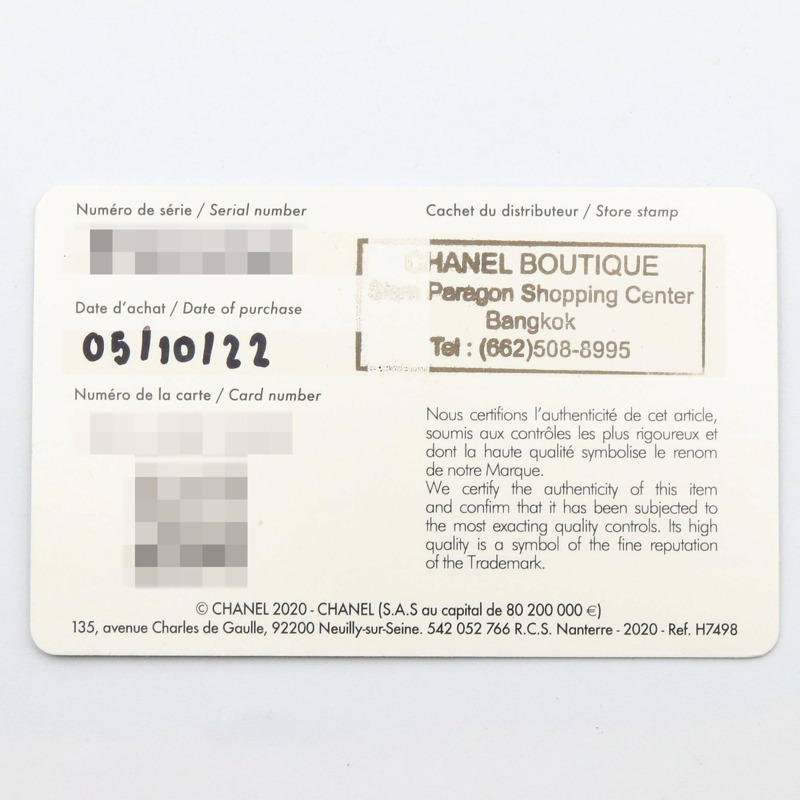 Numéro de série / Serial number
Date d'achat / Date of purchase
05/10/22
Numéro de la carte / Card number
Cachet du distributeur / Store stamp
CHANEL BOUTIQUE
Siam Paragon Shopping Center
Bangkok
Tel : (662)508-8995
Nous certifions l'authenticité de cet article,
soumis aux contrôles les plus rigoureux et
dont la haute qualité symbolise le renom
de notre Marque.
We certify the authenticity of this item
and confirm that it has been subjected to
the most exacting quality controls. Its high
quality is a symbol of the fine reputation
of the Trademark.
© CHANEL 2020 - CHANEL (S.A.S au capital de 80 200 000 €)
135, avenue Charles de Gaulle, 92200 Neuilly-sur-Seine. 542 052 766 R.C.S. Nanterre - 2020 - Ref. H7498